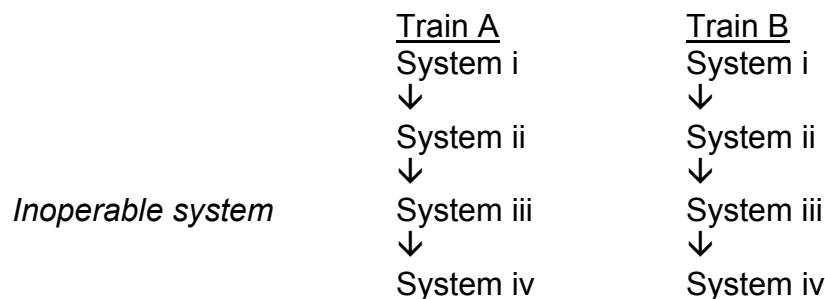 Train A Train B
System i System i
↓ ↓
System ii System ii
↓ ↓
Inoperable system System iii System iii
↓ ↓
System iv System iv